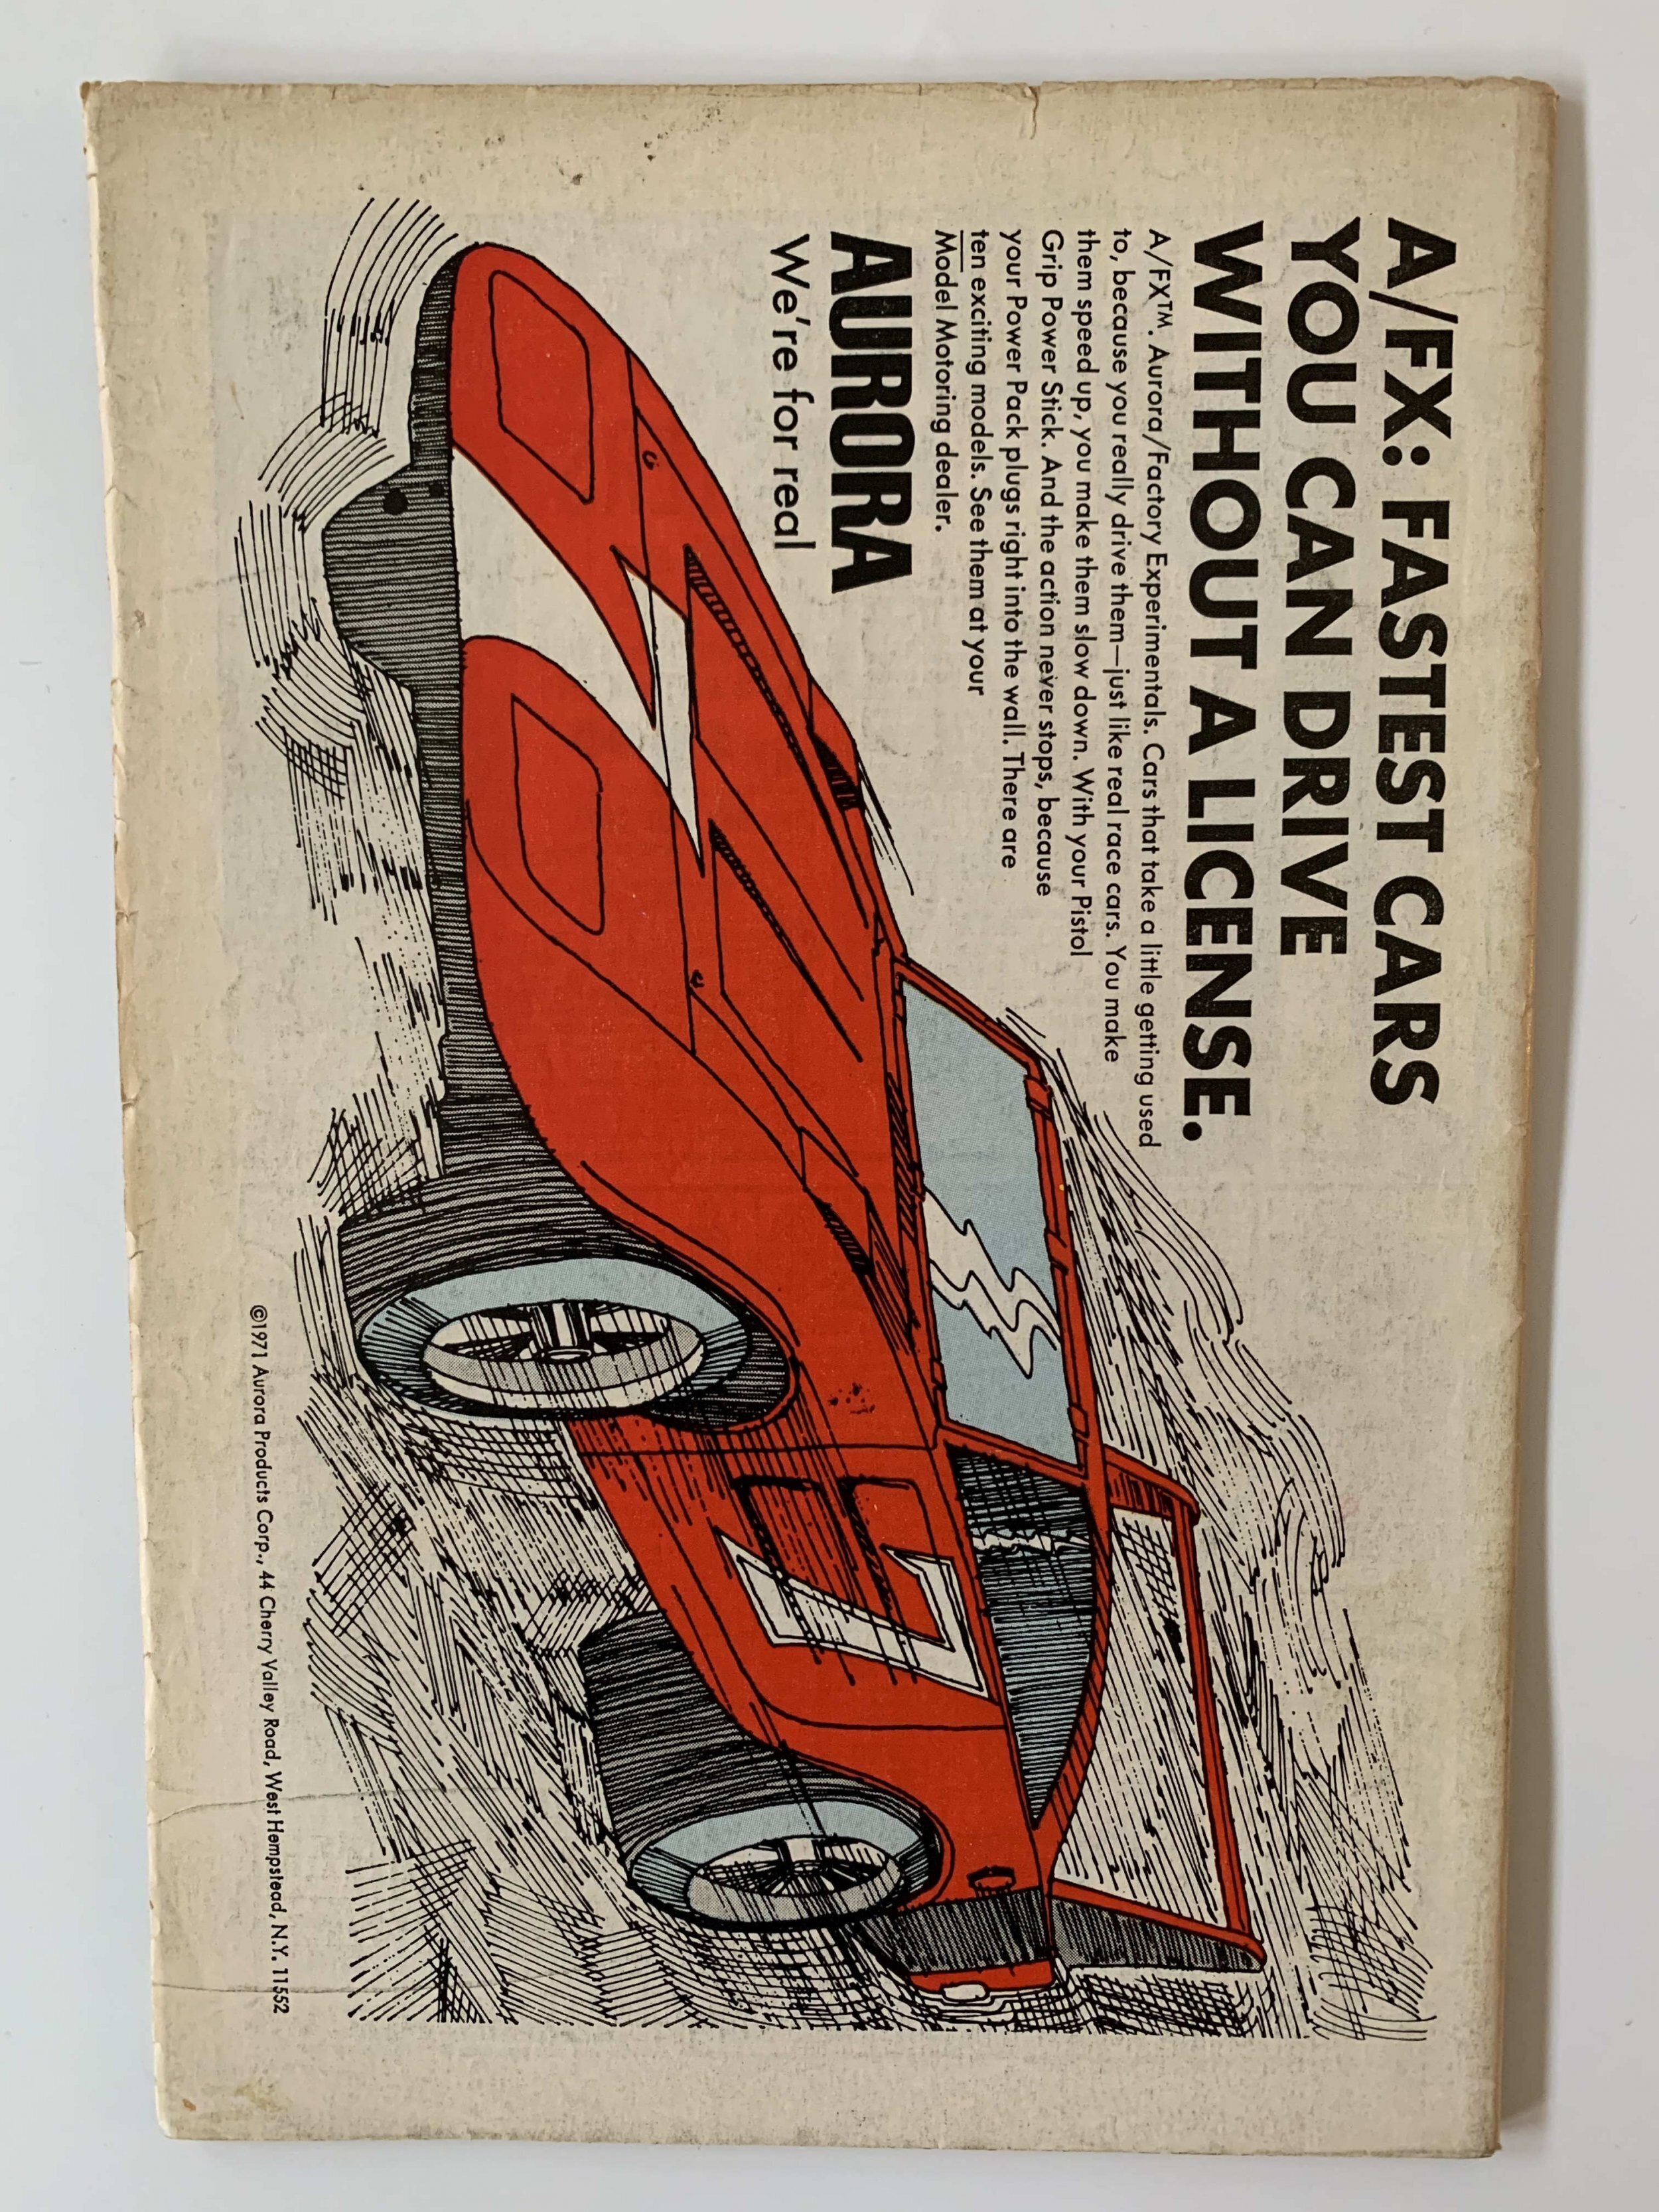 A/FX: FASTEST CARS
YOU CAN DRIVE
WITHOUT A LICENSE.
A/FX™. Aurora/Factory Experimentals. Cars that take a little getting used
to, because you really drive them—just like real race cars. You make
them speed up, you make them slow down. With your Pistol
Grip Power Stick. And the action never stops, because
your Power Pack plugs right into the wall. There are
ten exciting models. See them at your
Model Motoring dealer.
AURORA
We're for real
©1971 Aurora Products Corp., 44 Cherry Valley Road, West Hempstead, N.Y. 11552